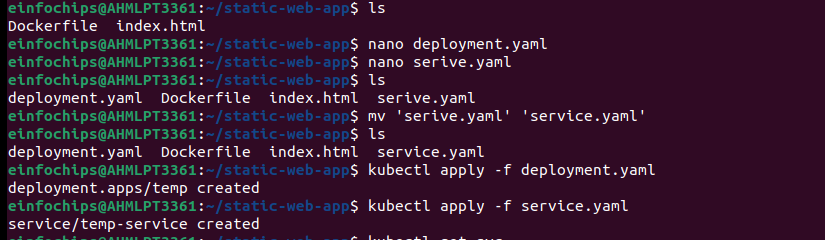 einfochips@AHMLPT3361:~/static-web-app$ ls
Dockerfile  index.html
einfochips@AHMLPT3361:~/static-web-app$ nano deployment.yaml
einfochips@AHMLPT3361:~/static-web-app$ nano serive.yaml
einfochips@AHMLPT3361:~/static-web-app$ ls
deployment.yaml  Dockerfile  index.html  serive.yaml
einfochips@AHMLPT3361:~/static-web-app$ mv 'serive.yaml' 'service.yaml'
einfochips@AHMLPT3361:~/static-web-app$ ls
deployment.yaml  Dockerfile  index.html  service.yaml
einfochips@AHMLPT3361:~/static-web-app$ kubectl apply -f deployment.yaml
deployment.apps/temp created
einfochips@AHMLPT3361:~/static-web-app$ kubectl apply -f service.yaml
service/temp-service created